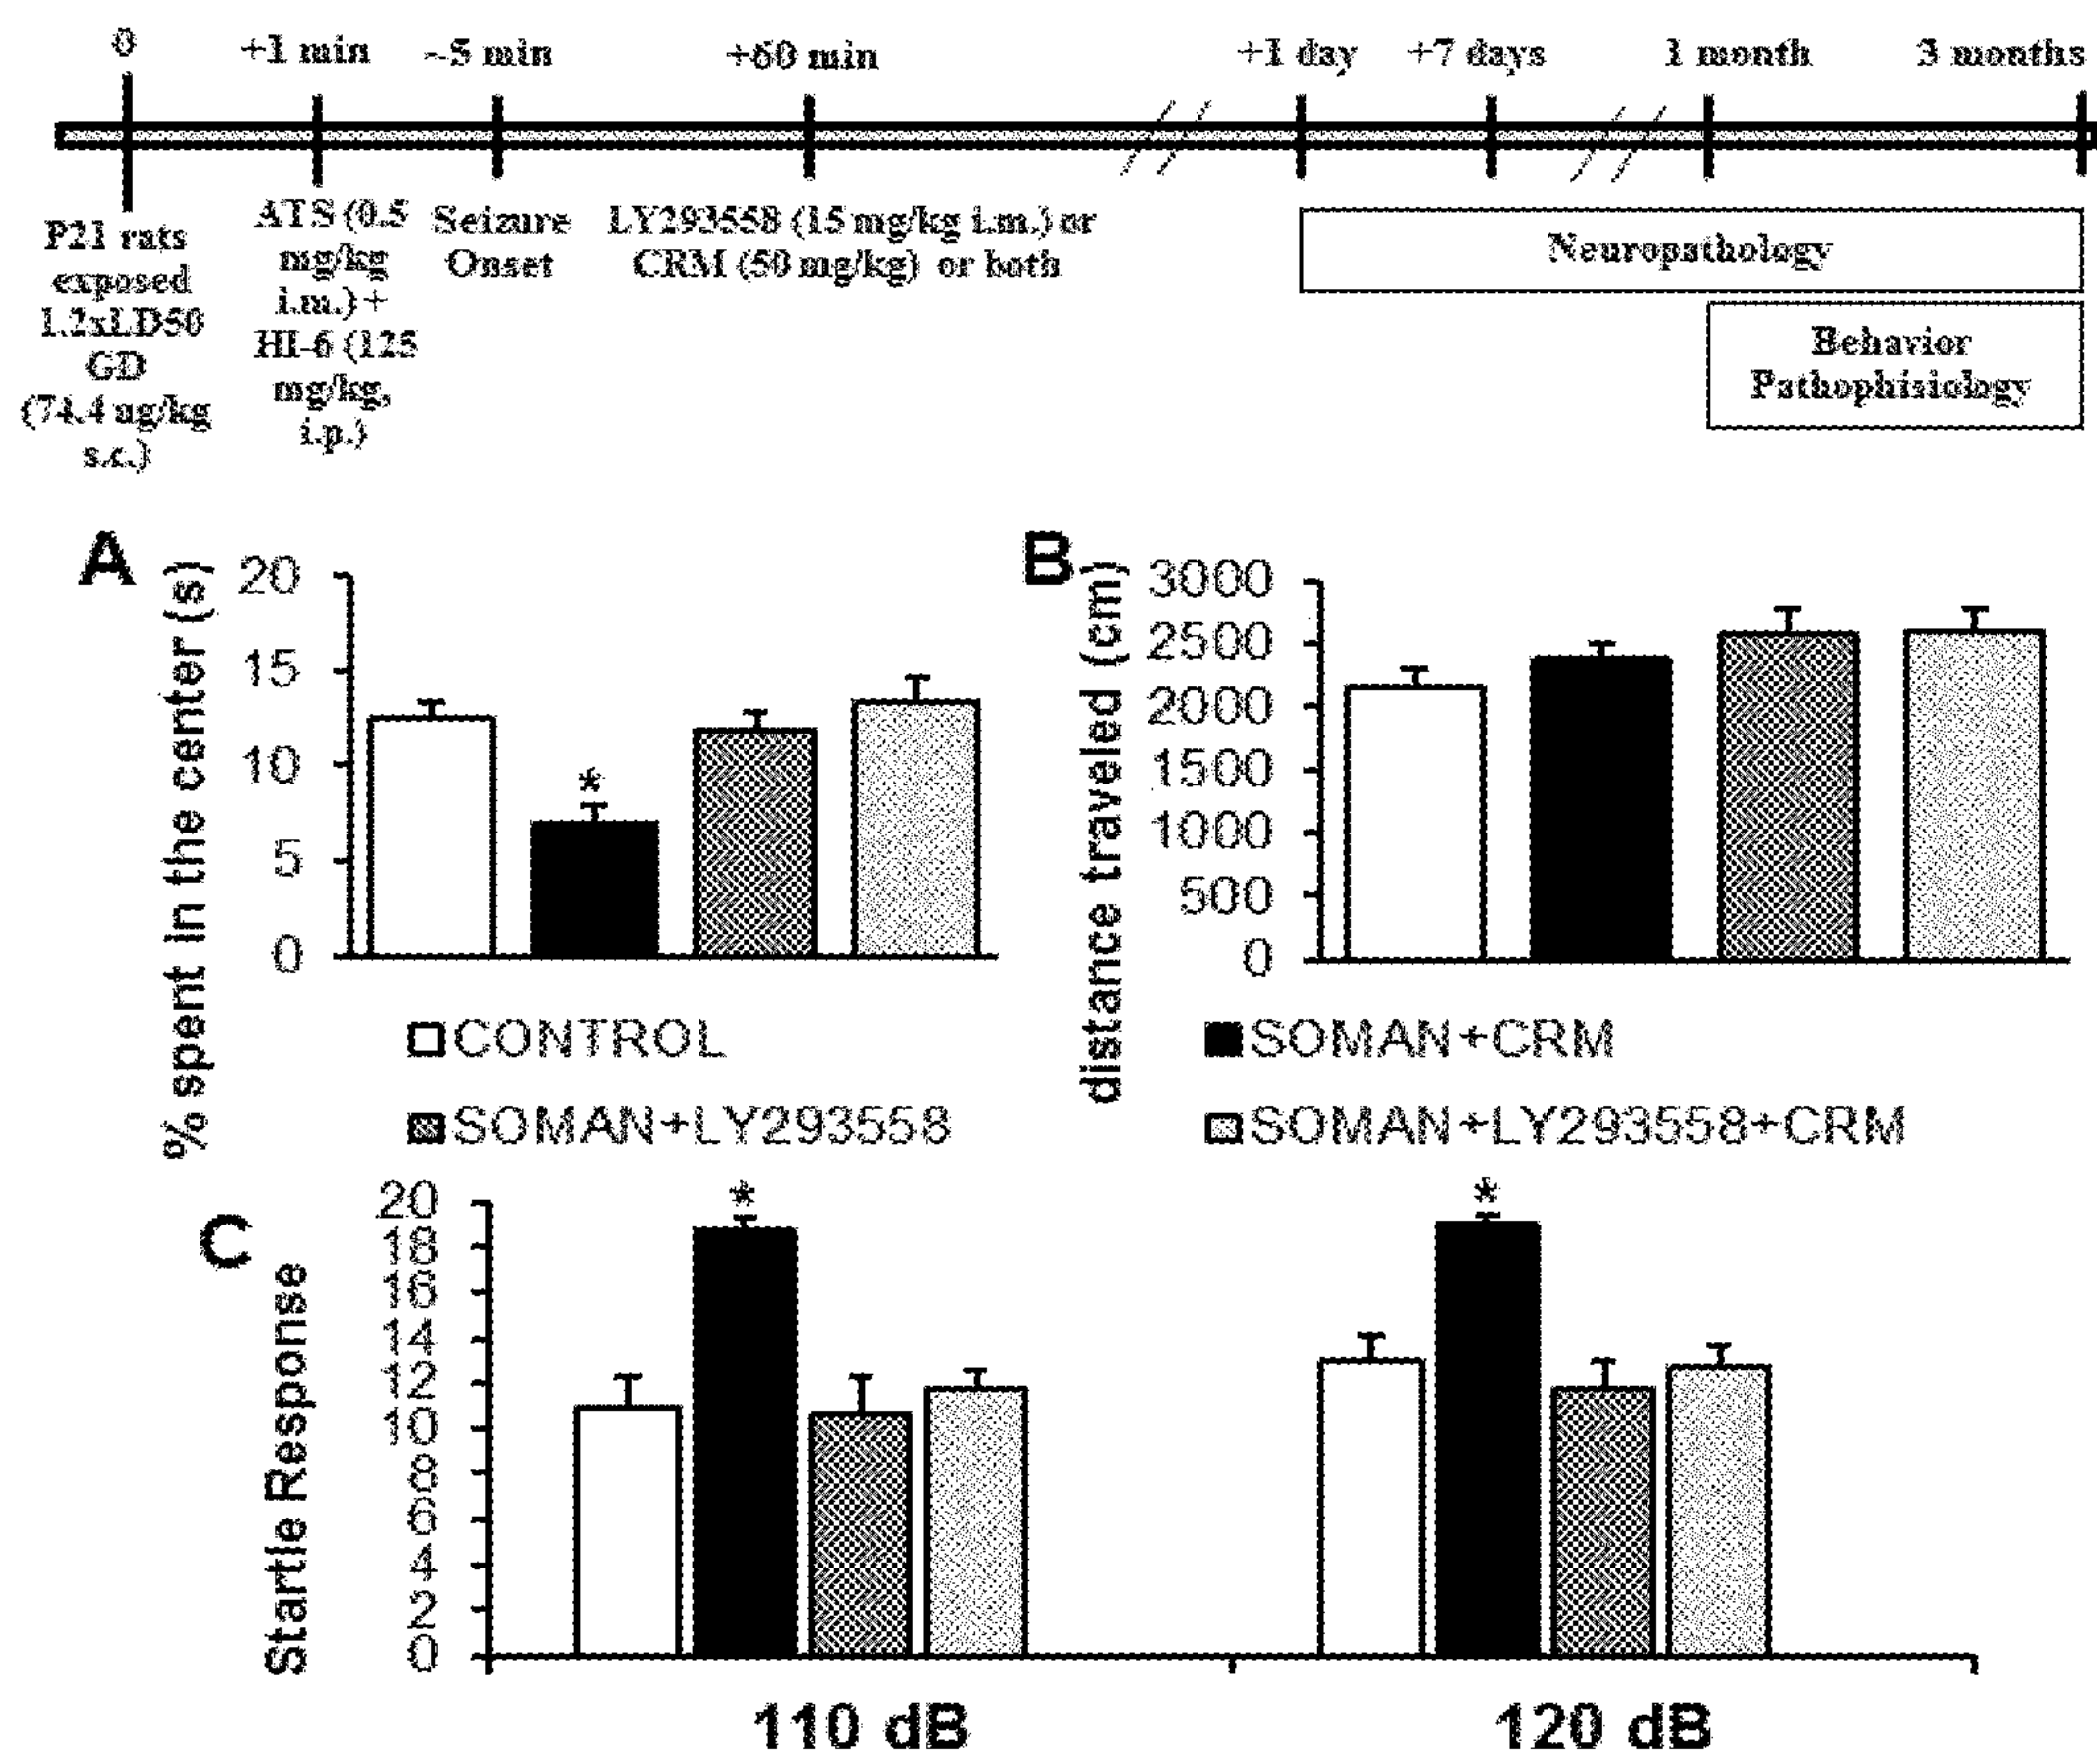 0
+1 min
~5 min
+60 min
+1 day
+7 days
1 month
3 months
P21 rats
exposed
1.2xLD50
GD
(74.4 ug/kg
s.c.)
ATS (0.5
mg/kg
i.m.) +
HI-6 (125
mg/kg,
i.p.)
Seizure
Onset
LY293558 (15 mg/kg i.m.) or
CRM (50 mg/kg) or both
Neuropathology
Behavior
Pathophisiology
A
% spent in the center (s)
20
15
10
5
0
*
B
distance traveled (cm)
3000
2500
2000
1500
1000
500
0
CONTROL
SOMAN+CRM
SOMAN+LY293558
SOMAN+LY293558+CRM
C
Startle Response
20
18
16
14
12
10
8
6
4
2
0
*
*
110 dB
120 dB